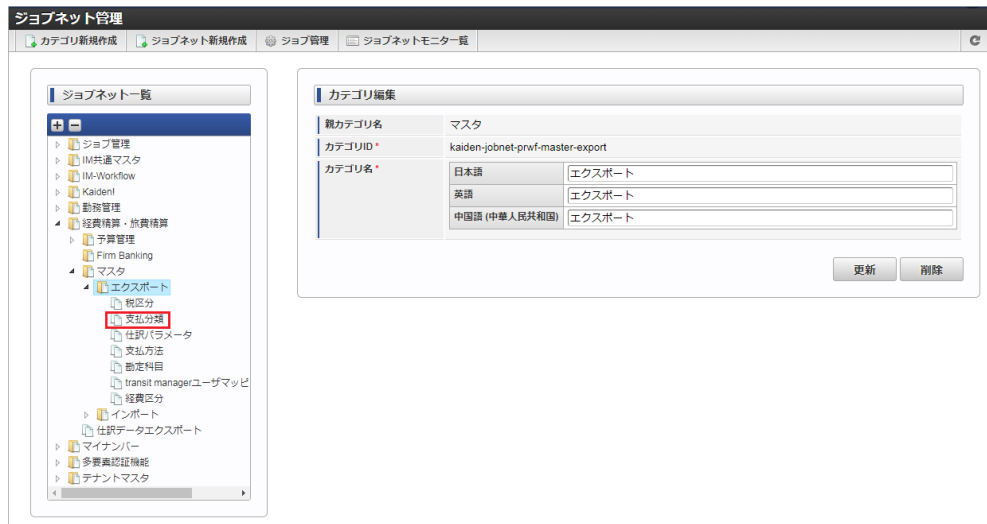 ジョブネット管理
カテゴリ新規作成 ジョブネット新規作成 ジョブ管理 ジョブネットモニター覧
ジョブネット一覧
ジョブ管理
IM共通マスタ
IM-Workflow
Kaiden!
勤務管理
経費精算・旅費精算
予算管理
Firm Banking
マスタ
エクスポート
税区分
支払分類
仕訳パラメータ
支払方法
勘定科目
transit managerユーザマッピ
経費区分
インポート
仕訳データエクスポート
マイナンバー
多要素認証機能
テナントマスタ
カテゴリ編集
親カテゴリ名 マスタ
カテゴリID * kaiden-jobnet-prwf-master-export
カテゴリ名 *
日本語 エクスポート
英語 エクスポート
中国語 (中華人民共和国) エクスポート
更新 削除